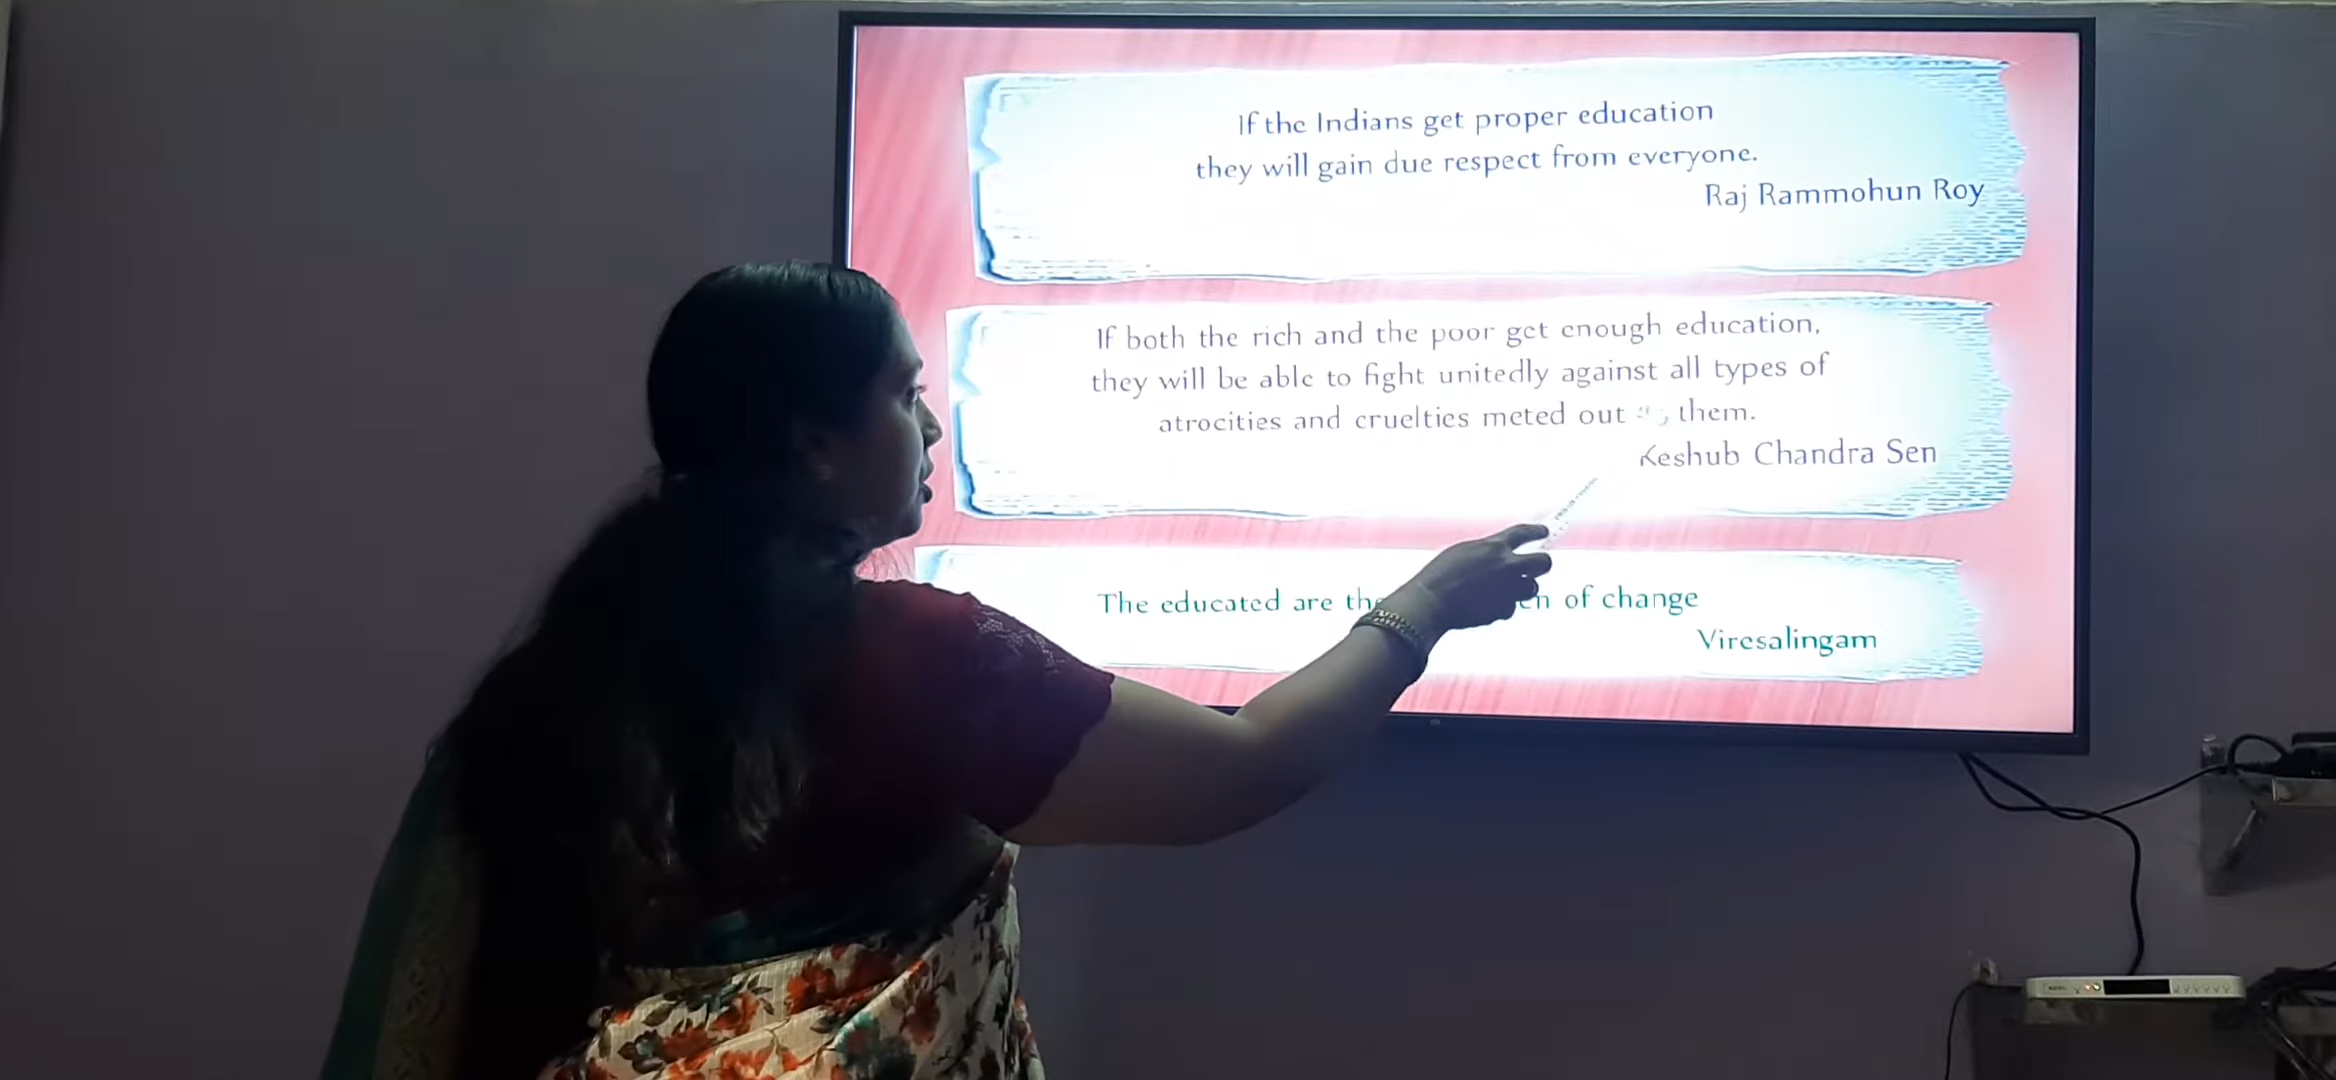 If the Indians get proper education
they will gain due respect from everyone.
Raj Rammohun Roy
If both the rich and the poor get enough education,
they will be able to fight unitedly against all types of
atrocities and cruelties meted out them.
Keshub Chandra Sen
The educated are of change
Viresalingam